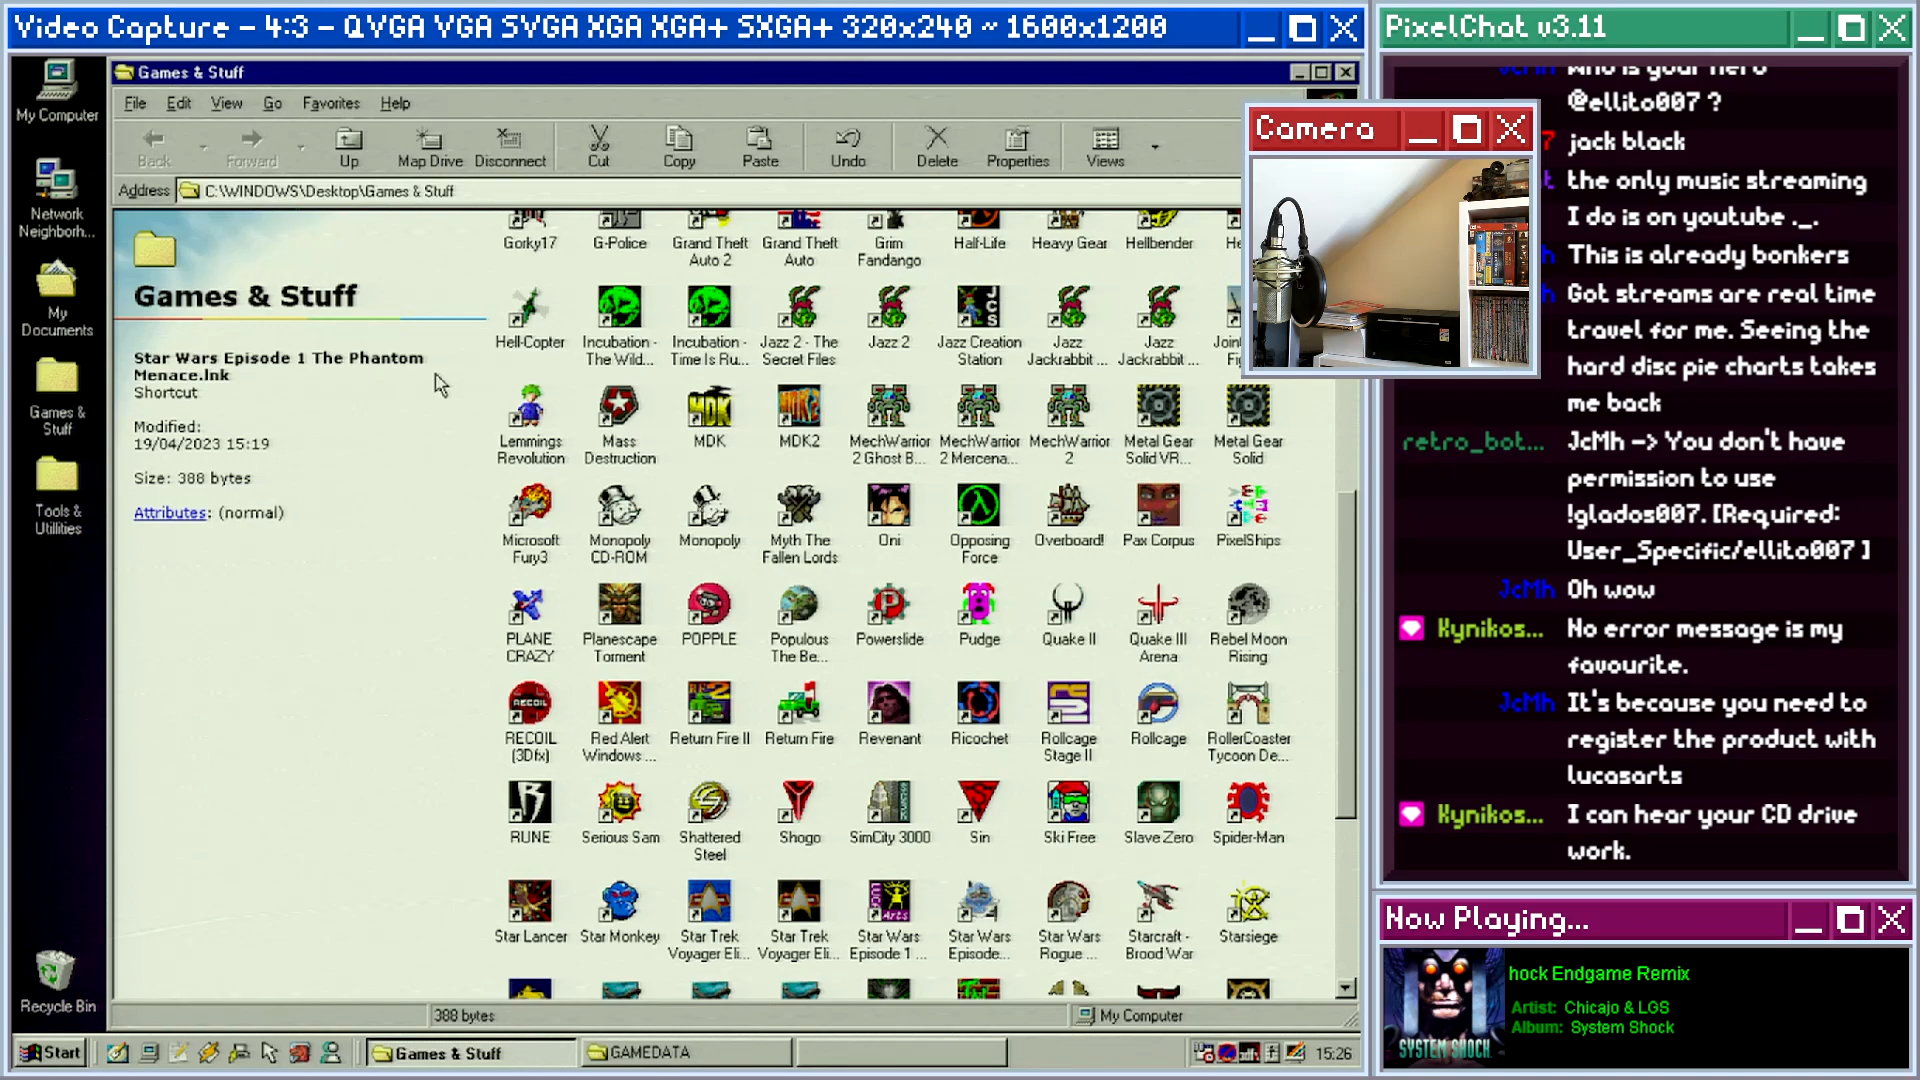 Video Capture - 4:3 - QVGA VGA SVGA XGA XGA+ SXGA+ 320x240 ~ 1600x1200
My Computer
Network
Neighborh...
My
Documents
Games &
Stuff
Tools &
Utilities
Recycle Bin
Games & Stuff
File Edit View Go Favorites Help
Back Forward Up Map Drive Disconnect Cut Copy Paste Undo Delete Properties Views
Address C:\WINDOWS\Desktop\Games & Stuff
Games & Stuff
Star Wars Episode 1 The Phantom
Menace.lnk
Shortcut
Modified:
19/04/2023 15:19
Size: 388 bytes
Attributes: (normal)
Gorky17 G-Police Grand Theft Grand Theft Grim Half-Life Heavy Gear Hellbender
Auto 2 Auto Fandango
Hell-Copter Incubation - Incubation - Jazz 2 - The Jazz 2 Jazz Creation Jazz Jazz
The Wild... Time Is Ru... Secret Files Station Jackrabbit ... Jackrabbit ...
Lemmings Mass MDK MDK2 MechWarrior MechWarrior MechWarrior Metal Gear Metal Gear
Revolution Destruction 2 Ghost B... 2 Mercena... 2 Solid VR... Solid
Microsoft Monopoly Monopoly Myth The Oni Opposing Overboard! Pax Corpus PixelShips
Fury3 CD-ROM Fallen Lords Force
PLANE Planescape POPPLE Populous Powerslide Pudge Quake II Quake III Rebel Moon
CRAZY Torment The Be... Arena Rising
RECOIL Red Alert Return Fire II Return Fire Revenant Ricochet Rollcage Rollcage RollerCoaster
(3Dfx) Windows ... Stage II Tycoon De...
RUNE Serious Sam Shattered Shogo SimCity 3000 Sin Ski Free Slave Zero Spider-Man
Steel
Star Lancer Star Monkey Star Trek Star Trek Star Wars Star Wars Star Wars Starcraft - Starsiege
Voyager Eli... Voyager Eli... Episode 1 ... Episode... Rogue ... Brood War
388 bytes My Computer
Start Games & Stuff GAMEDATA 15:26
Camera
PixelChat v3.11
JcMh Who is your hero
@ellito007 ?
7 jack black
the only music streaming
I do is on youtube ._.
This is already bonkers
Got streams are real time
travel for me. Seeing the
hard disc pie charts takes
me back
retro_bot... JcMh -> You don't have
permission to use
!glados007. [Required:
User_Specific/ellito007 ]
JcMh Oh wow
Kynikos... No error message is my
favourite.
JcMh It's because you need to
register the product with
lucasarts
Kynikos... I can hear your CD drive
work.
Now Playing...
hock Endgame Remix
Artist: Chicajo & LGS
Album: System Shock
SYSTEM SHOCK